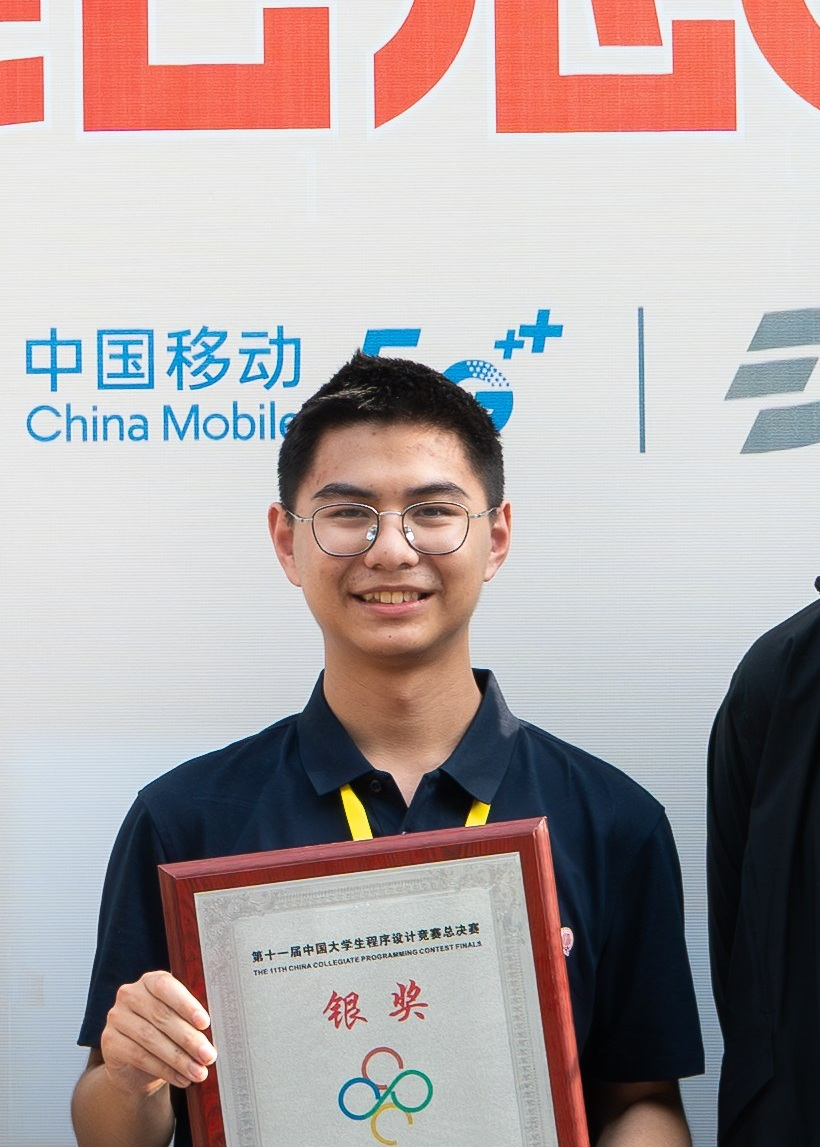 中国移动 5G++
China Mobile
第十一届中国大学生程序设计竞赛总决赛
THE 11TH CHINA COLLEGIATE PROGRAMMING CONTEST FINALS
银奖